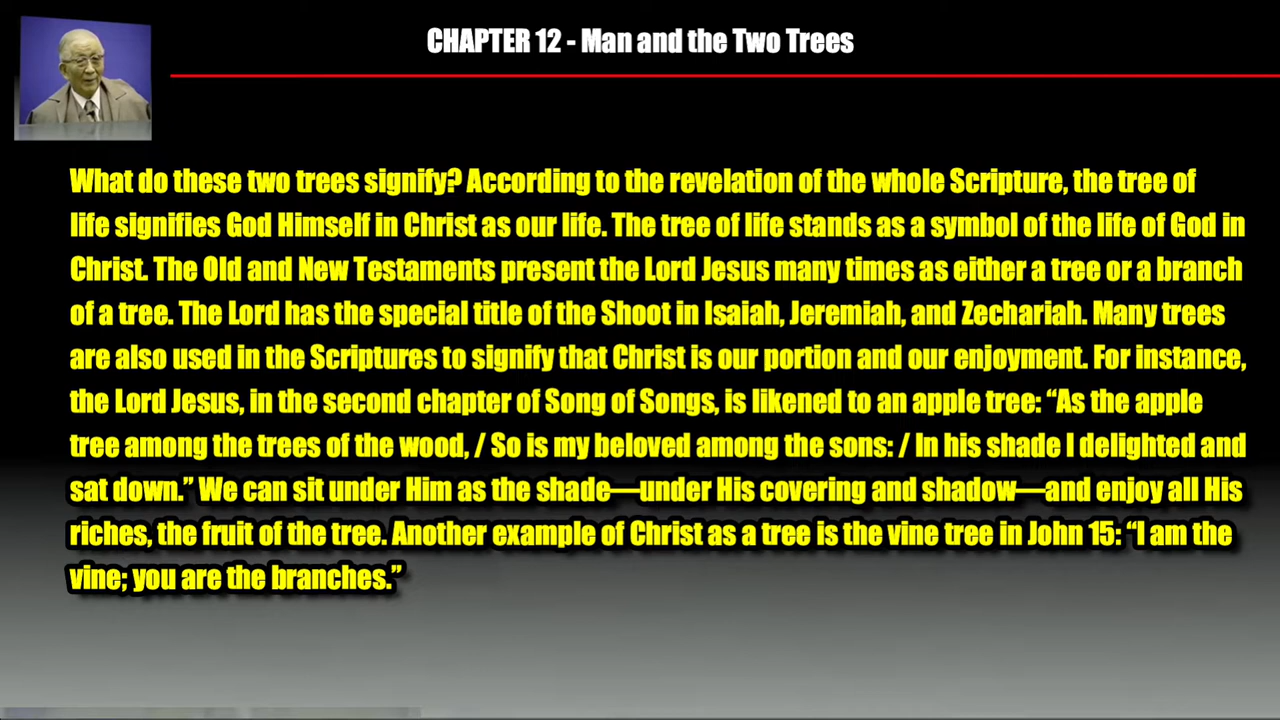 CHAPTER 12 - Man and the Two Trees
What do these two trees signify? According to the revelation of the whole Scripture, the tree of
life signifies God Himself in Christ as our life. The tree of life stands as a symbol of the life of God in
Christ. The Old and New Testaments present the Lord Jesus many times as either a tree or a branch
of a tree. The Lord has the special title of the Shoot in Isaiah, Jeremiah, and Zechariah. Many trees
are also used in the Scriptures to signify that Christ is our portion and our enjoyment. For instance,
the Lord Jesus, in the second chapter of Song of Songs, is likened to an apple tree: “As the apple
tree among the trees of the wood, / So is my beloved among the sons: / In his shade I delighted and
sat down.” We can sit under Him as the shade—under His covering and shadow—and enjoy all His
riches, the fruit of the tree. Another example of Christ as a tree is the vine tree in John 15: “I am the
vine; you are the branches.”